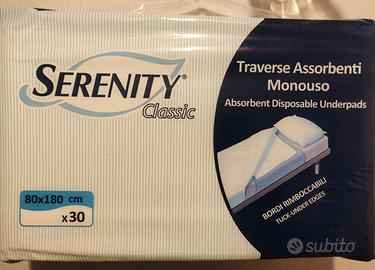 SERENITY®
Classic
80x180 cm
x30
Traverse Assorbenti
Monouso
Absorbent Disposable Underpads
BORDI RIMBOCCABILI
TUCK-UNDER EDGES
subito